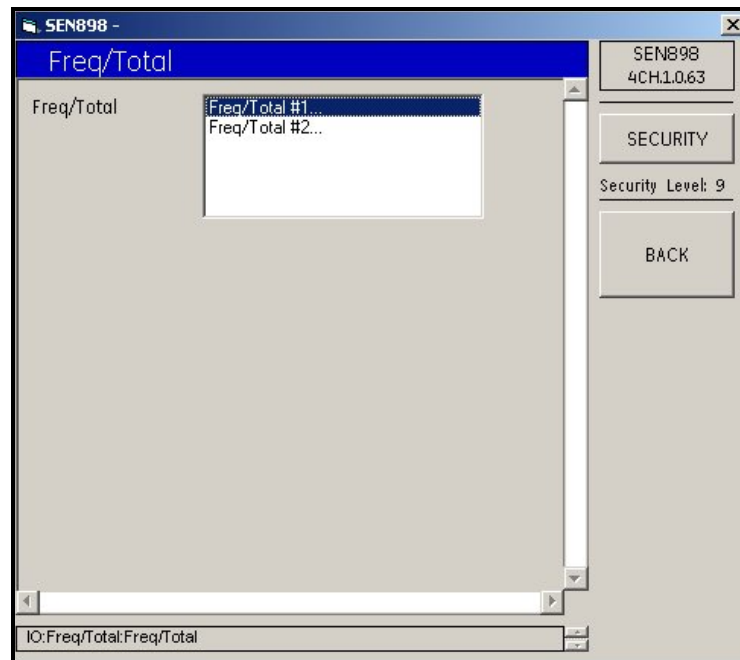 SEN898 -
Freq/Total
SEN898
4CH.1.0.63
Freq/Total
Freq/Total #1...
Freq/Total #2...
SECURITY
Security Level: 9
BACK
IO:Freq/Total:Freq/Total